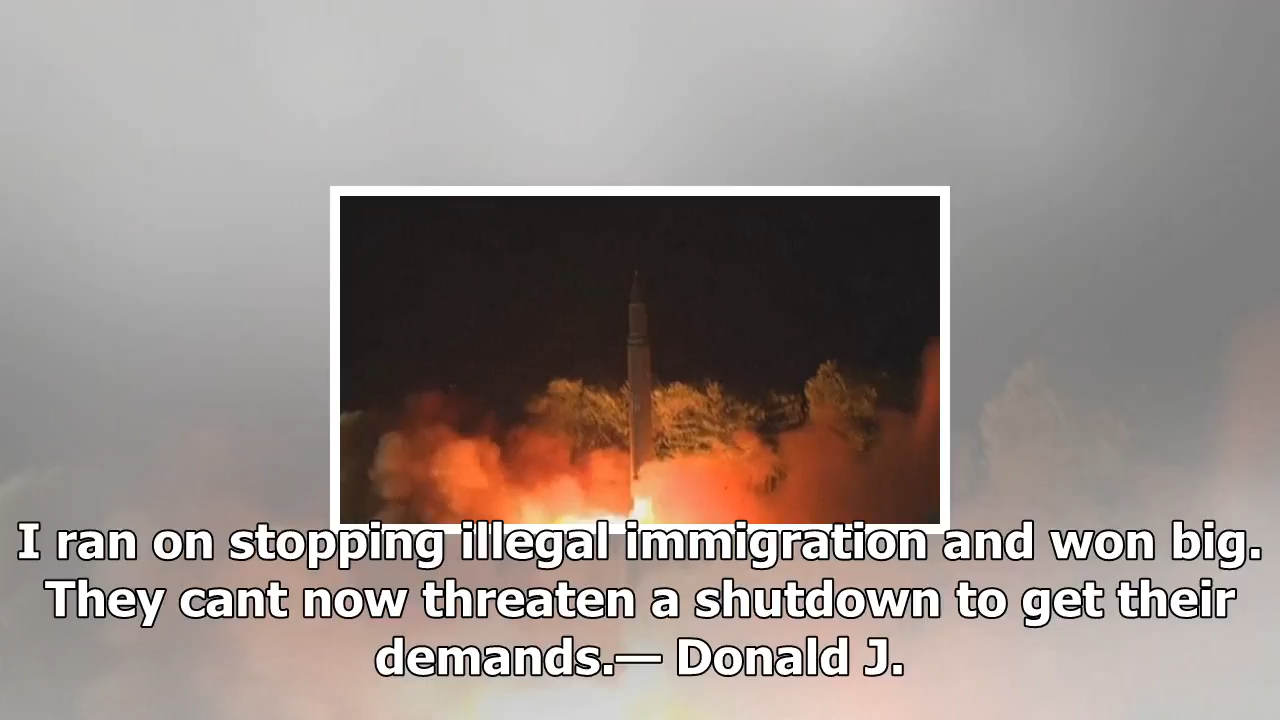 I ran on stopping illegal immigration and won big.
They cant now threaten a shutdown to get their
demands.— Donald J.